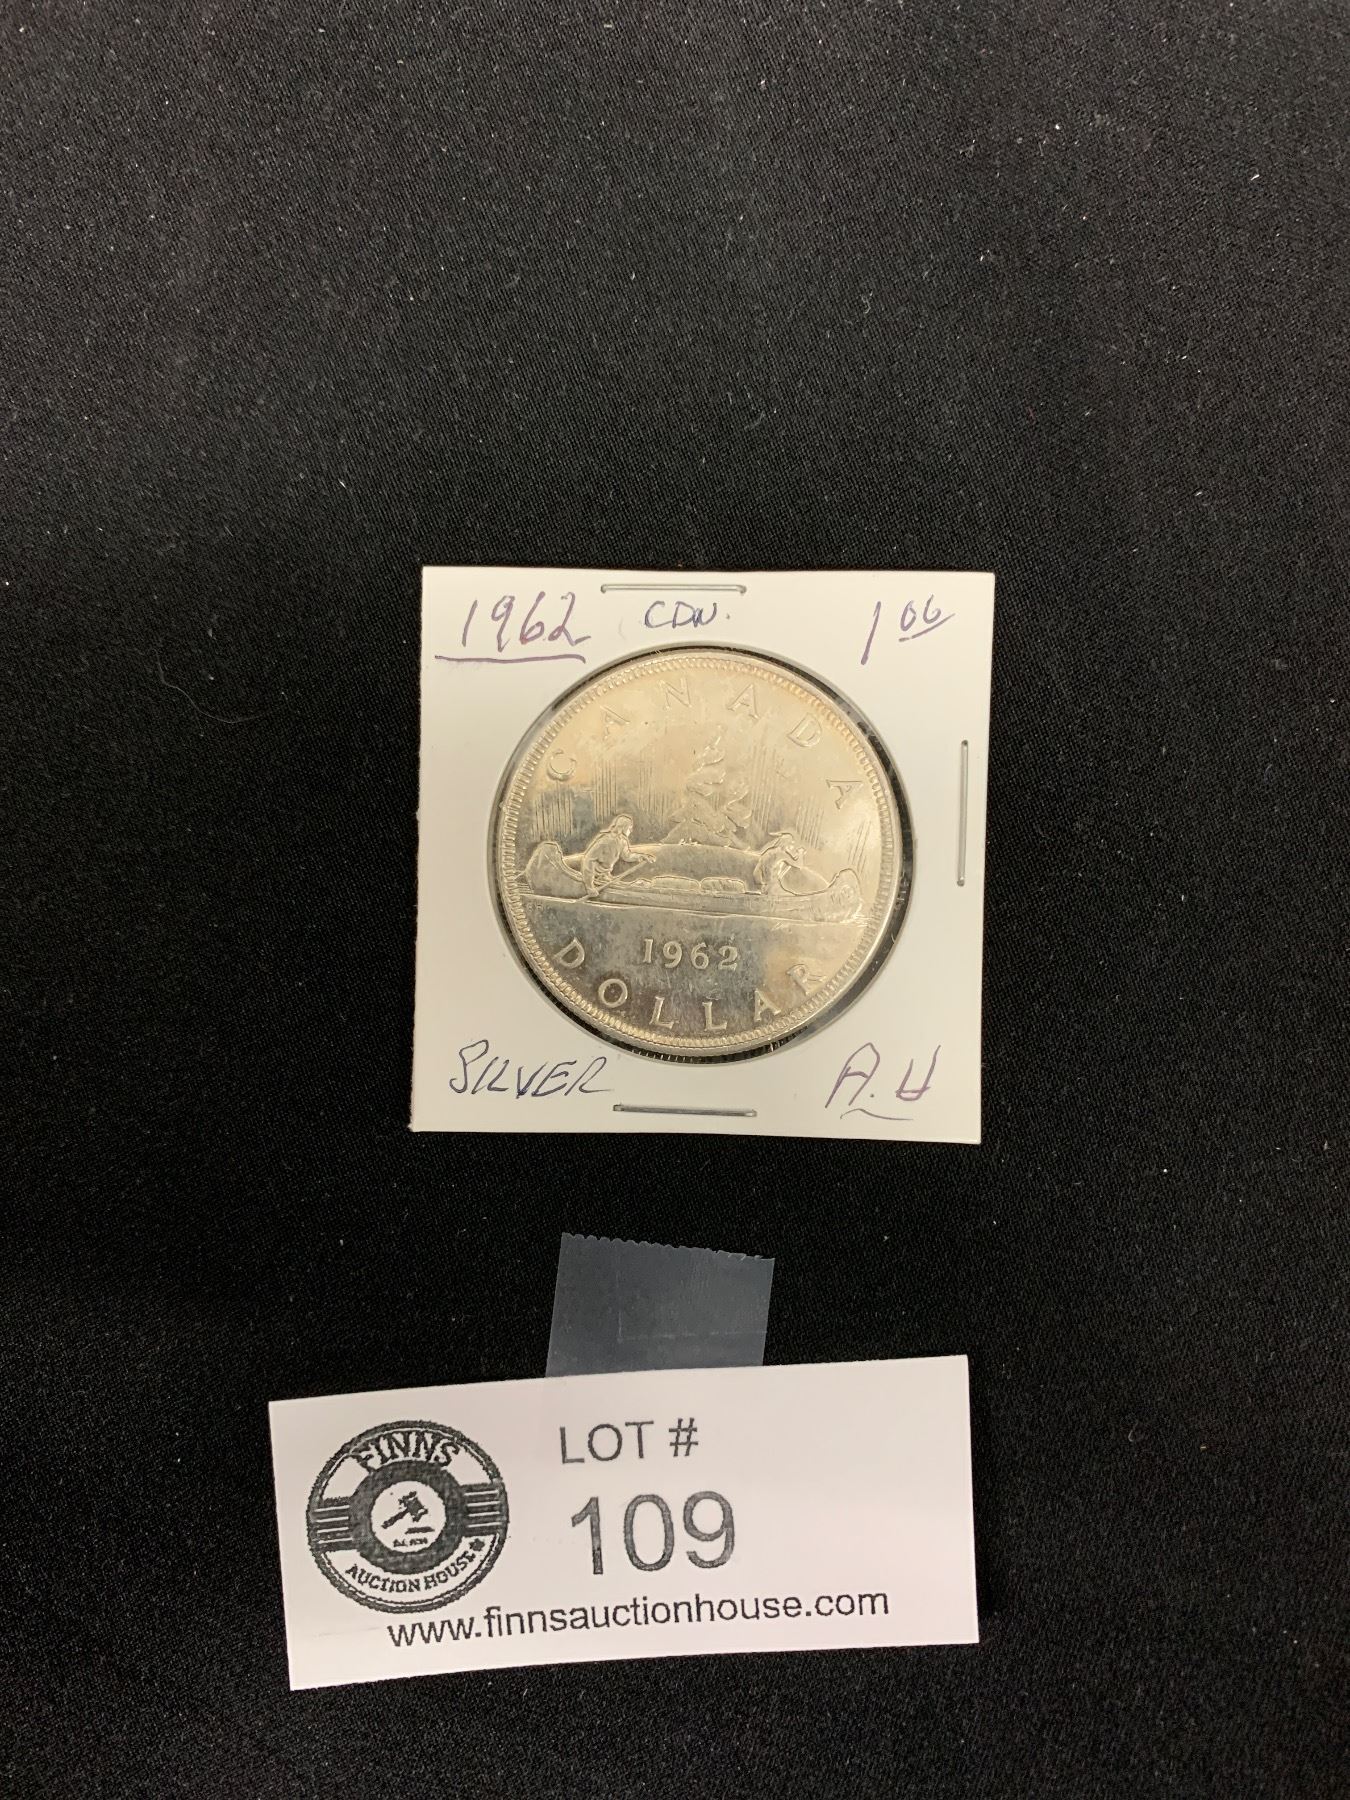 1962 CDN. 1.00
CANADA
1962
DOLLAR
SILVER A.U
FINNS
AUCTION HOUSE
LOT #
109
www.finnsauctionhouse.com